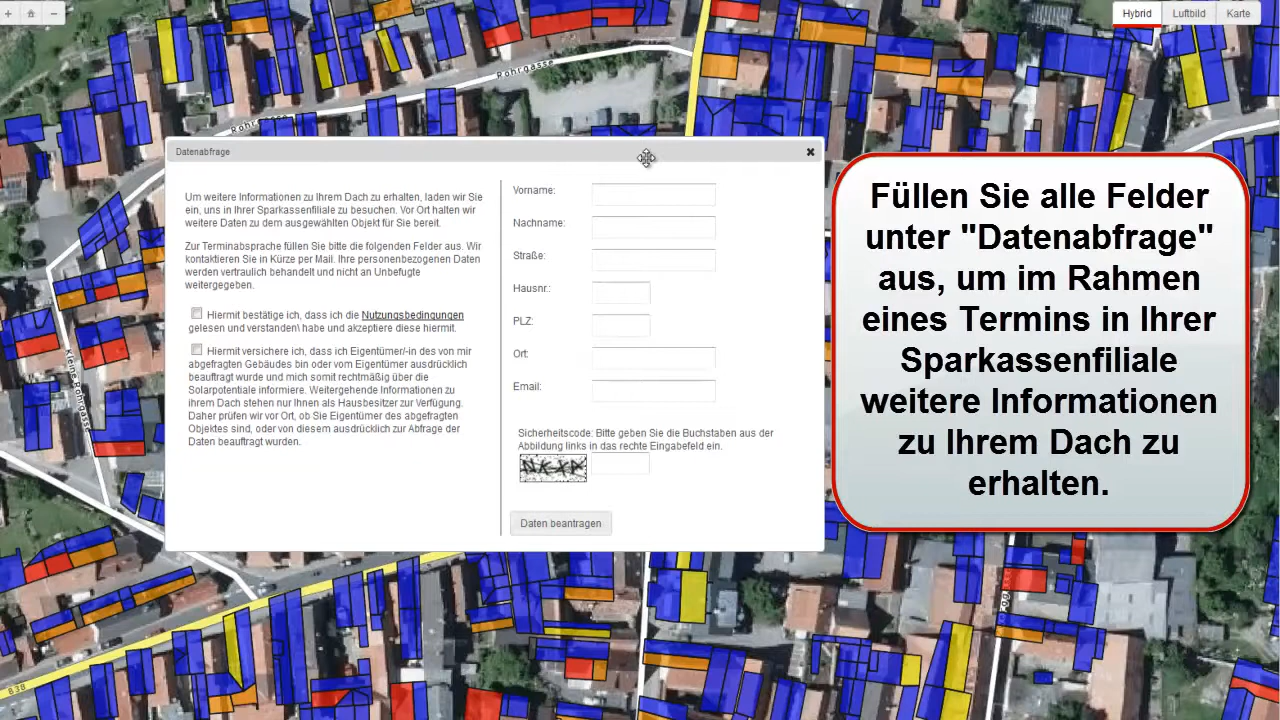 Hybrid
Luftbild
Karte
Rohrgasse
Rohrgasse
Datenabfrage
Um weitere Informationen zu Ihrem Dach zu erhalten, laden wir Sie
ein, uns in Ihrer Sparkassenfiliale zu besuchen. Vor Ort halten wir
weitere Daten zu dem ausgewählten Objekt für Sie bereit.
Zur Terminabsprache füllen Sie bitte die folgenden Felder aus. Wir
kontaktieren Sie in Kürze per Mail. Ihre personenbezogenen Daten
werden vertraulich behandelt und nicht an Unbefugte
weitergegeben.
Hiermit bestätige ich, dass ich die Nutzungsbedingungen
gelesen und verstanden\ habe und akzeptiere diese hiermit.
Hiermit versichere ich, dass ich Eigentümer/-in des von mir
abgefragten Gebäudes bin oder vom Eigentümer ausdrücklich
beauftragt wurde und mich somit rechtmäßig über die
Solarpotentiale informiere. Weitergehende Informationen zu
ihrem Dach stehen nur Ihnen als Hausbesitzer zur Verfügung.
Daher prüfen wir vor Ort, ob Sie Eigentümer des abgefragten
Objektes sind, oder von diesem ausdrücklich zur Abfrage der
Daten beauftragt wurden.
Vorname:
Nachname:
Straße:
Hausnr.:
PLZ:
Ort:
Email:
Sicherheitscode: Bitte geben Sie die Buchstaben aus der
Abbildung links in das rechte Eingabefeld ein.
Daten beantragen
Füllen Sie alle Felder
unter "Datenabfrage"
aus, um im Rahmen
eines Termins in Ihrer
Sparkassenfiliale
weitere Informationen
zu Ihrem Dach zu
erhalten.
Kleine Rohrgasse